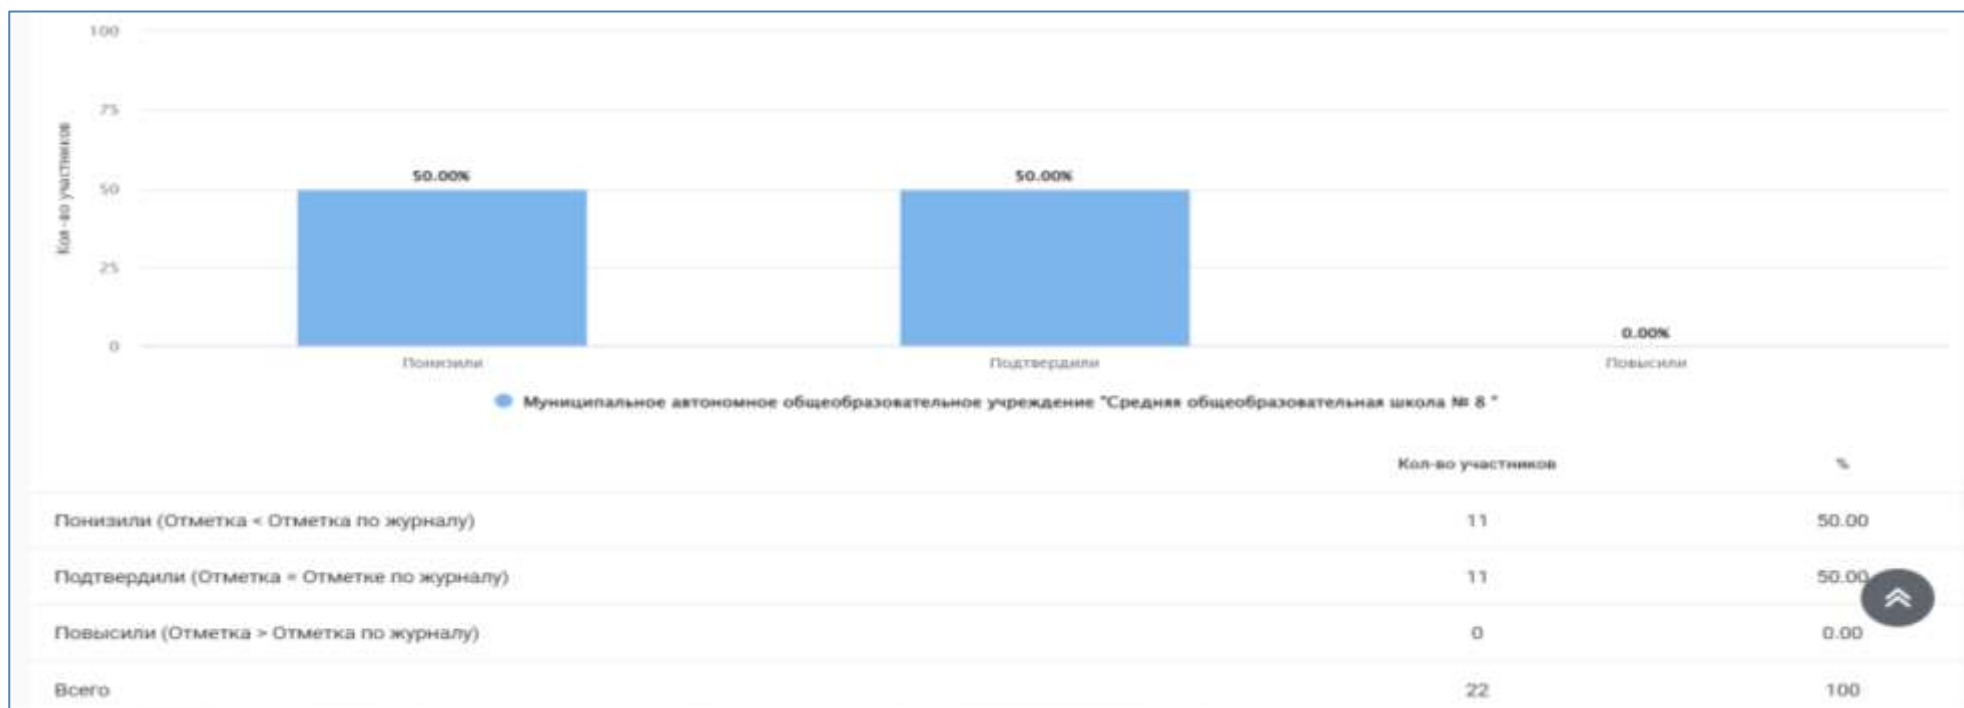 100
75
50
25
0
Кол-во участников
50.00%
50.00%
0.00%
Понизили
Подтвердили
Повысили
Муниципальное автономное общеобразовательное учреждение "Средняя общеобразовательная школа № 8 "
Кол-во участников %
Понизили (Отметка < Отметка по журналу) 11 50.00
Подтвердили (Отметка = Отметке по журналу) 11 50.00
Повысили (Отметка > Отметка по журналу) 0 0.00
Всего 22 100